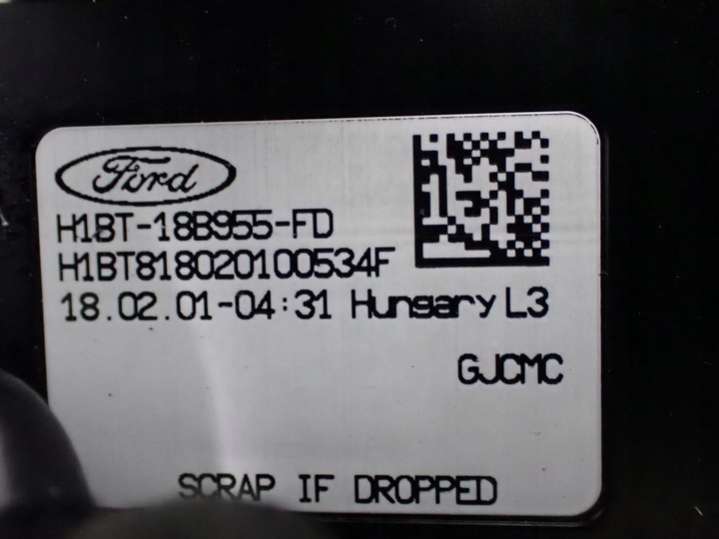 Ford
H1BT-18B955-FD
H1BT818020100534F
18.02.01-04:31 Hungary L3
GJCMC
SCRAP IF DROPPED